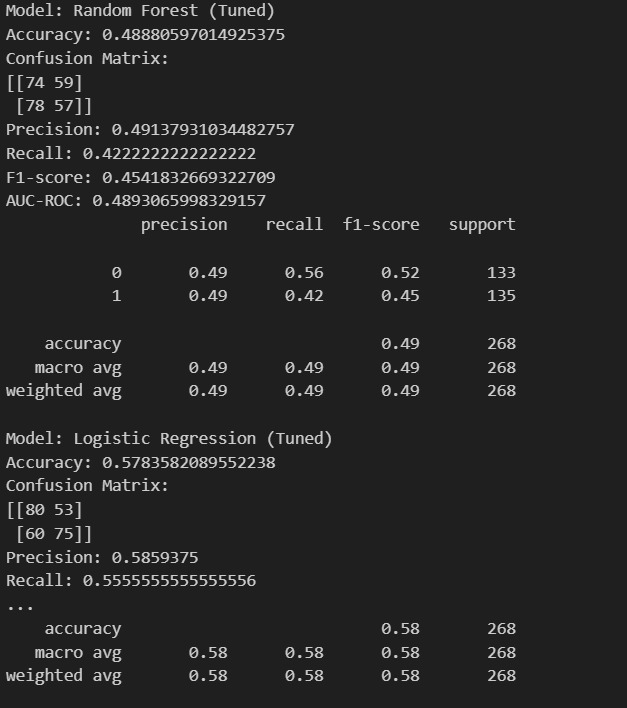 Model: Random Forest (Tuned)
Accuracy: 0.48880597014925375
Confusion Matrix:
[[74 59]
 [78 57]]
Precision: 0.49137931034482757
Recall: 0.4222222222222222
F1-score: 0.4541832669322709
AUC-ROC: 0.4893065998329157
              precision    recall  f1-score   support

           0       0.49      0.56      0.52       133
           1       0.49      0.42      0.45       135

    accuracy                           0.49       268
   macro avg       0.49      0.49      0.49       268
weighted avg       0.49      0.49      0.49       268

Model: Logistic Regression (Tuned)
Accuracy: 0.5783582089552238
Confusion Matrix:
[[80 53]
 [60 75]]
Precision: 0.5859375
Recall: 0.5555555555555556
...
    accuracy                           0.58       268
   macro avg       0.58      0.58      0.58       268
weighted avg       0.58      0.58      0.58       268